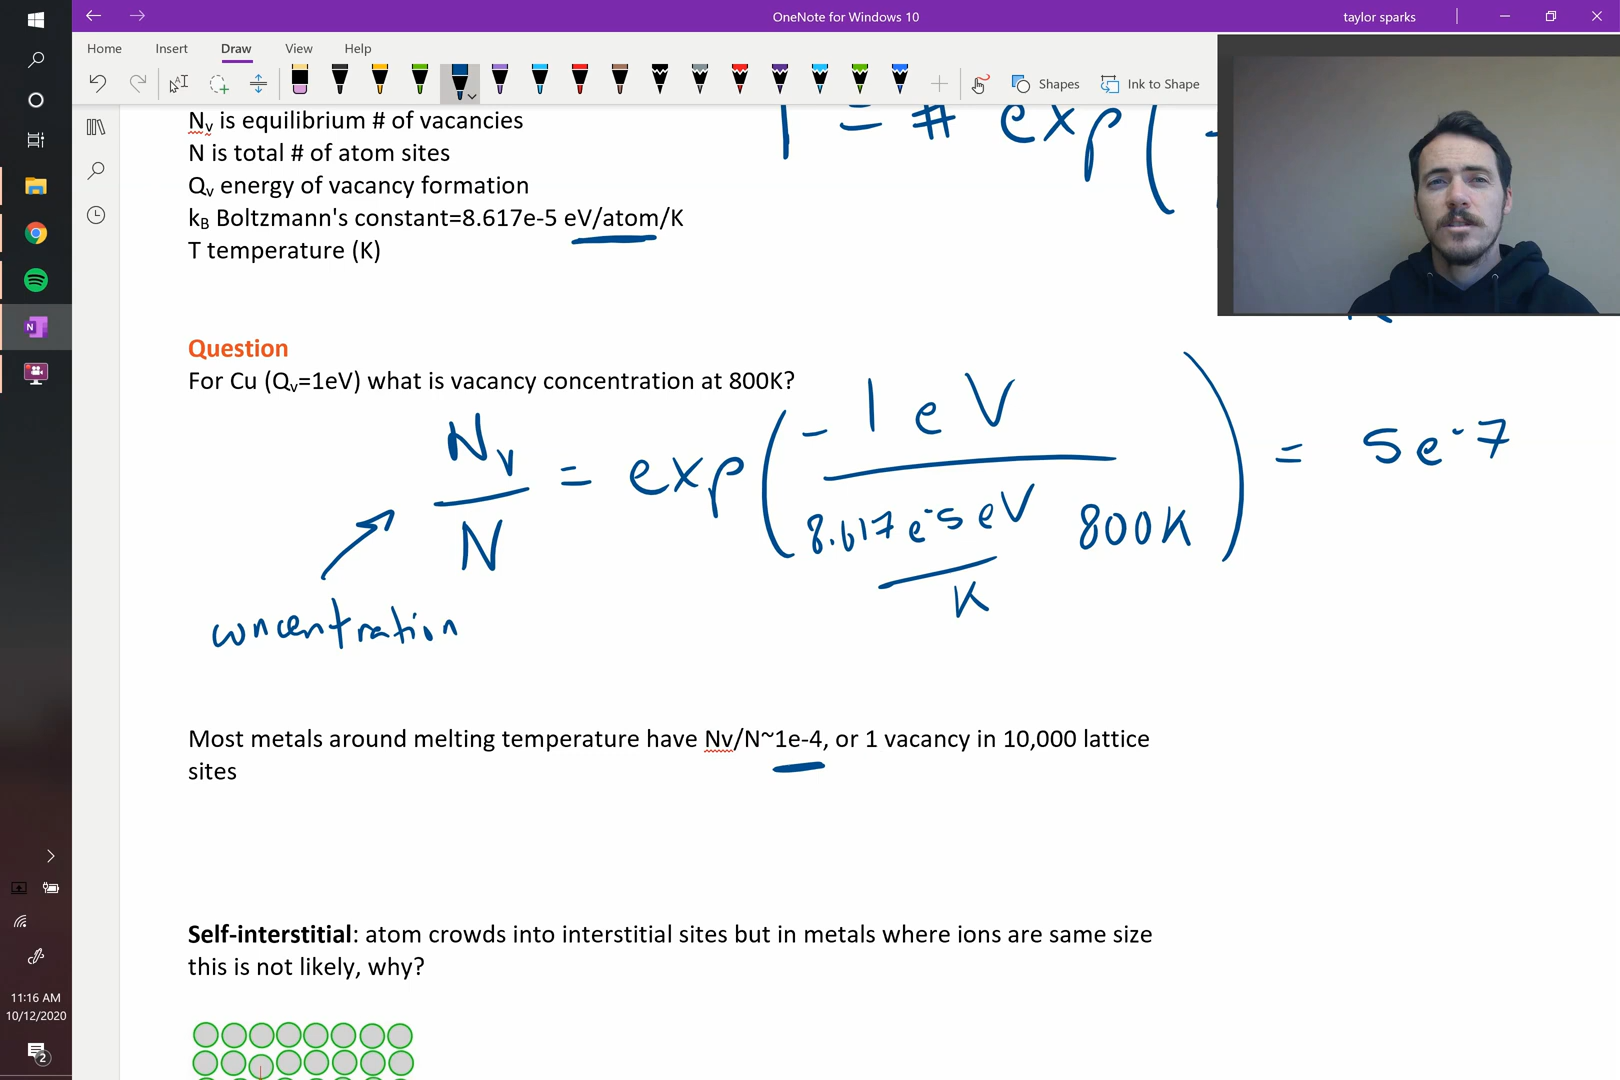 OneNote for Windows 10
taylor sparks
Home Insert Draw View Help
Shapes
Ink to Shape
Nv is equilibrium # of vacancies
N is total # of atom sites
Qv energy of vacancy formation
kB Boltzmann's constant=8.617e-5 eV/atom/K
T temperature (K)
= # exp(
Question
For Cu (Qv=1eV) what is vacancy concentration at 800K?
Nv/N = exp(-1 eV / 8.617e-5 eV/K 800K) = 5e-7
concentration
Most metals around melting temperature have Nv/N~1e-4, or 1 vacancy in 10,000 lattice
sites
Self-interstitial: atom crowds into interstitial sites but in metals where ions are same size
this is not likely, why?
11:16 AM
10/12/2020
2